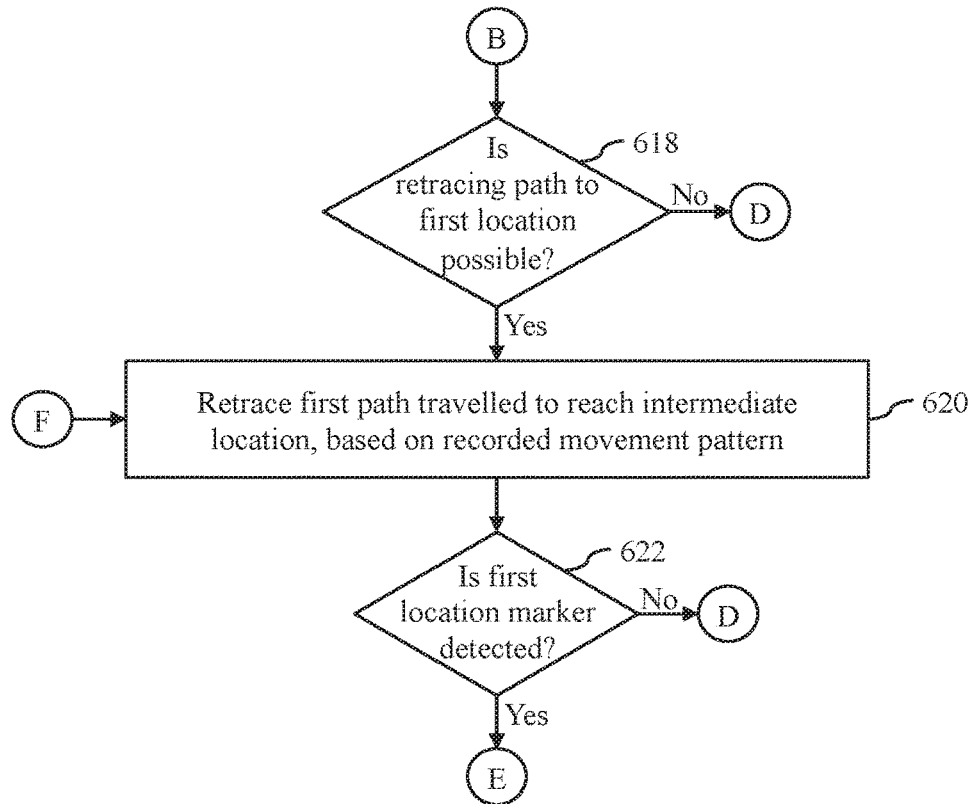 B
Is
retracing path to
first location
possible?
618
No
D
Yes
F
Retrace first path travelled to reach intermediate
location, based on recorded movement pattern
620
Is first
location marker
detected?
622
No
D
Yes
E